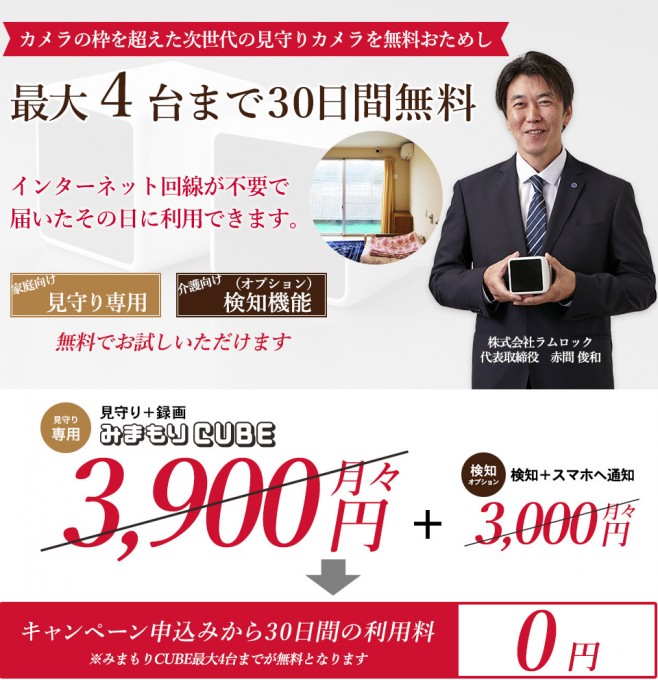 カメラの枠を超えた次世代の見守りカメラを無料おためし
最大4台まで30日間無料
インターネット回線が不要で
届いたその日に利用できます。
家庭向け
見守り専用
介護向け
(オプション)
検知機能
無料でお試しいただけます
株式会社ラムロック
代表取締役 赤間 俊和
見守り
専用
見守り+録画
みまもりCUBE
3,900月々円
+
検知
オプション
検知+スマホへ通知
3,000月々円
キャンペーン申込みから30日間の利用料
※みまもりCUBE最大4台までが無料となります
0円